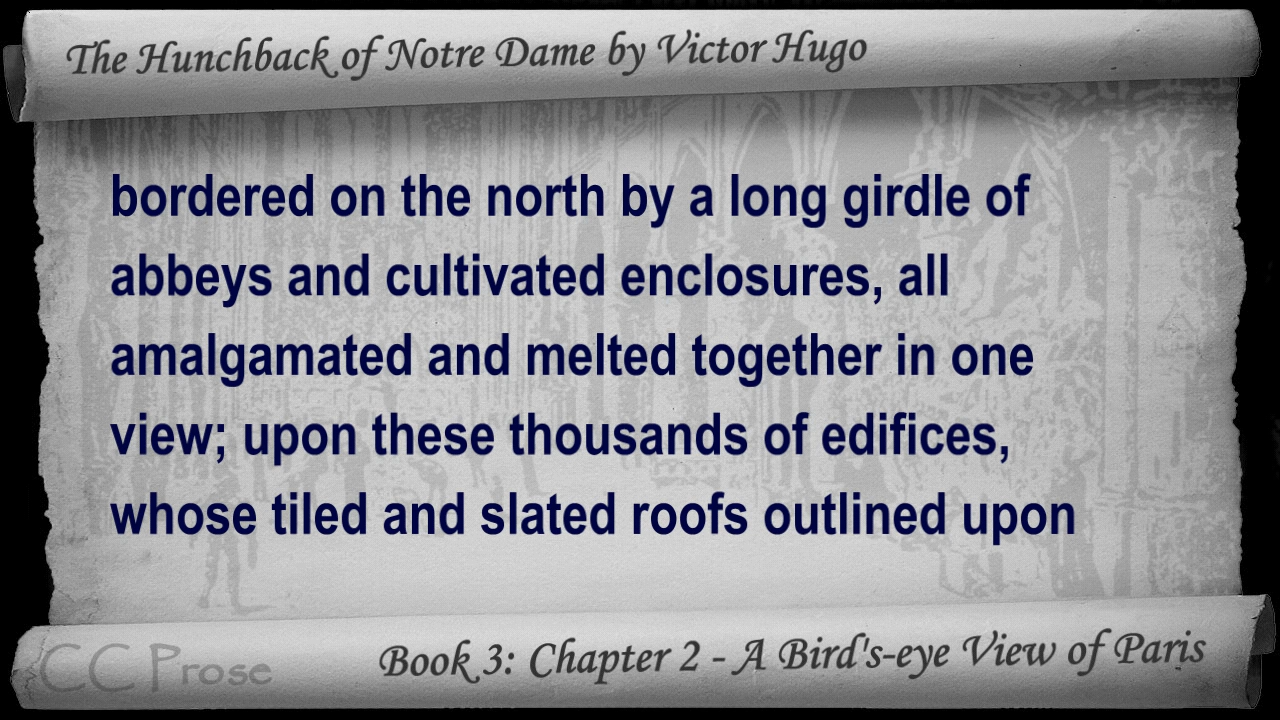 The Hunchback of Notre Dame by Victor Hugo
bordered on the north by a long girdle of
abbeys and cultivated enclosures, all
amalgamated and melted together in one
view; upon these thousands of edifices,
whose tiled and slated roofs outlined upon
CC Prose
Book 3: Chapter 2 - A Bird's-eye View of Paris